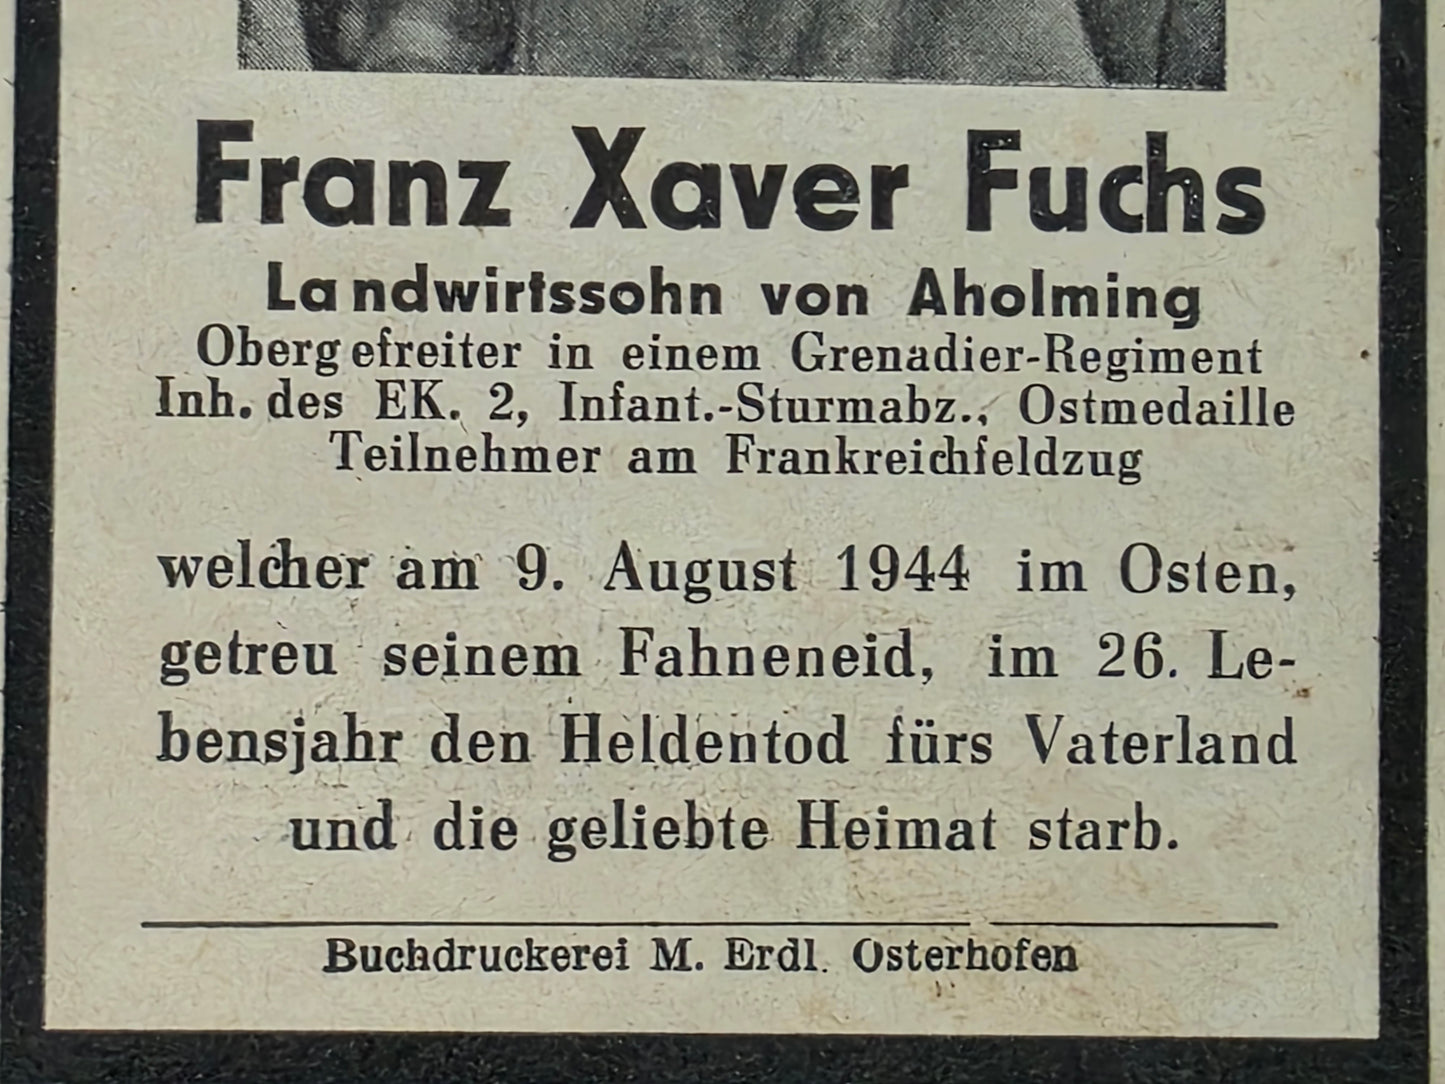 Franz Xaver Fuchs
Landwirtssohn von Aholming
Obergefreiter in einem Grenadier-Regiment
Inh. des EK. 2, Infant.-Sturmabz., Ostmedaille
Teilnehmer am Frankreichfeldzug
welcher am 9. August 1944 im Osten,
getreu seinem Fahneneid, im 26. Le-
bensjahr den Heldentod fürs Vaterland
und die geliebte Heimat starb.
Buchdruckerei M. Erdl. Osterhofen